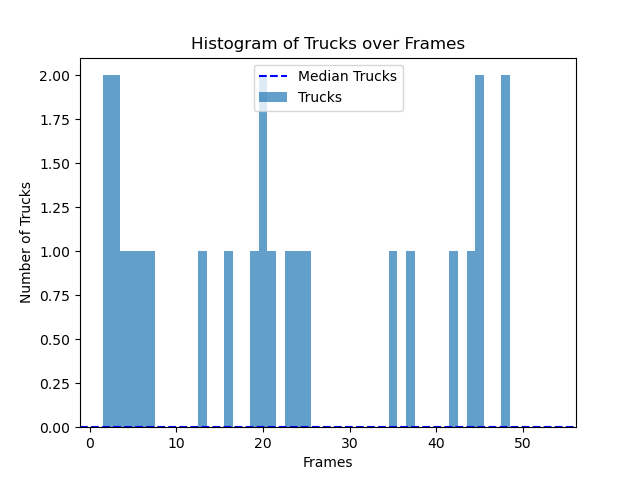 Histogram of Trucks over Frames
Median Trucks
Trucks
2.00
1.75
1.50
1.25
1.00
0.75
0.50
0.25
0.00
Number of Trucks
0 10 20 30 40 50
Frames